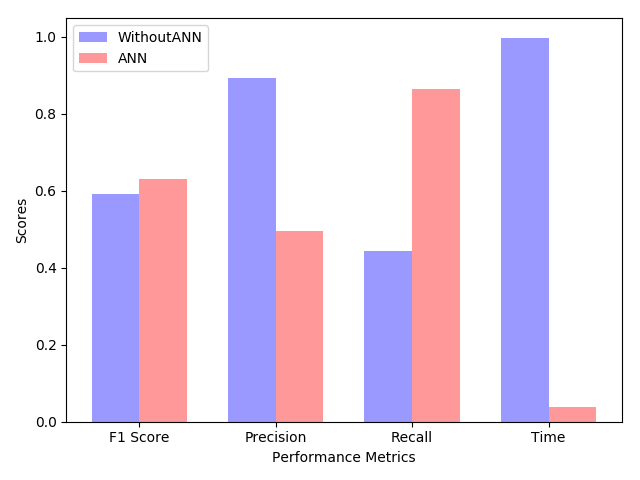 WithoutANN
ANN
1.0
0.8
0.6
0.4
0.2
0.0
Scores
F1 Score Precision Recall Time
Performance Metrics